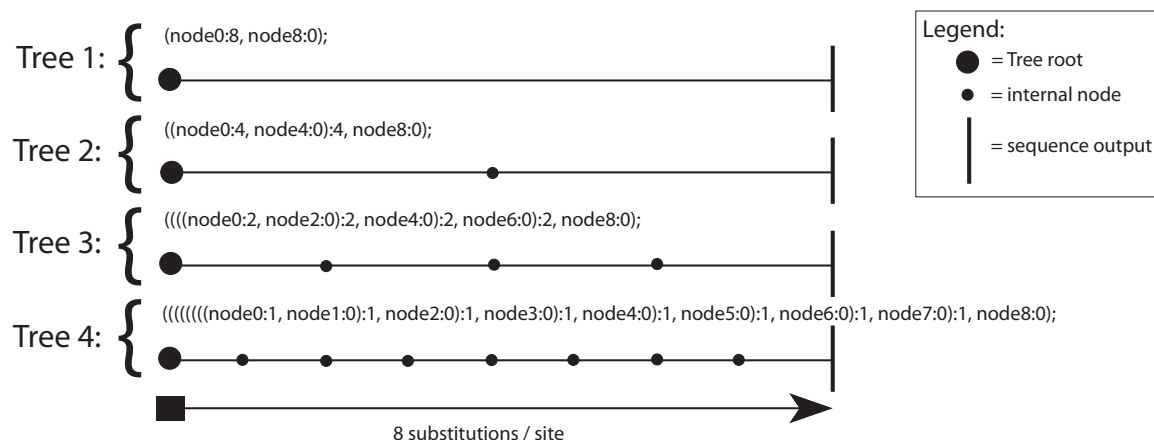 (node0:8, node8:0);
Tree 1:
((node0:4, node4:0):4, node8:0);
Tree 2:
((((node0:2, node2:0):2, node4:0):2, node6:0):2, node8:0);
Tree 3:
((((((((node0:1, node1:0):1, node2:0):1, node3:0):1, node4:0):1, node5:0):1, node6:0):1, node7:0):1, node8:0);
Tree 4:
8 substitutions / site
Legend:
= Tree root
= internal node
= sequence output